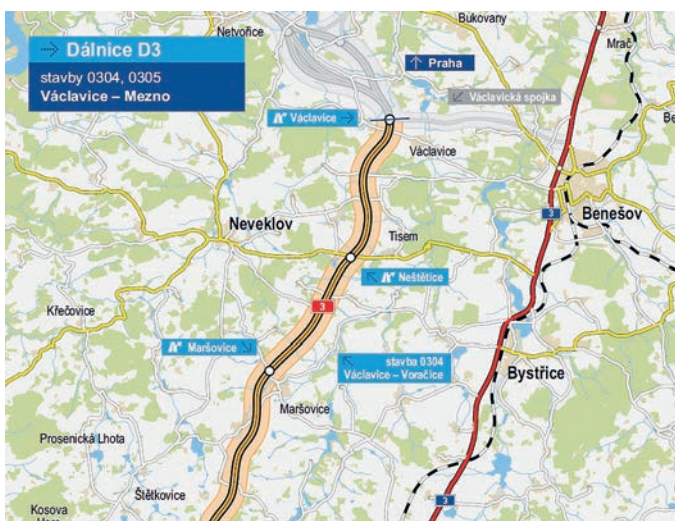 Netvořice
Bukovany
Mrač
Dálnice D3
stavby 0304, 0305
Václavice – Mezno
Praha
Václavická spojka
Václavice
Be
Václavice
Benešov
3
Neveklov
Tisem
Neštětice
3
Křečovice
Maršovice
stavba 0304
Václavice – Voračice
Bystřice
Maršovice
Prosenická Lhota
Štětkovice
3
Kosova